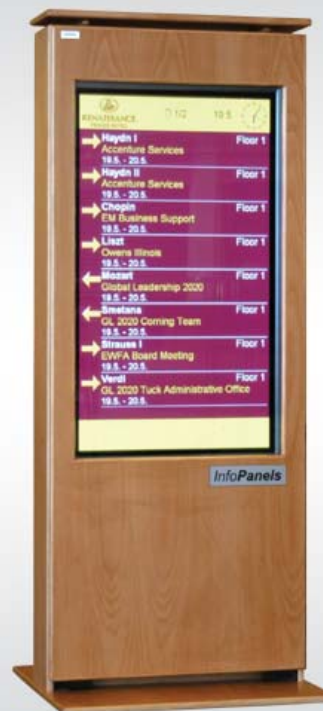 RENAISSANCE
1/2 19.5.
Haydn I Floor 1
Accenture Services
19.5. - 20.5.
Haydn II Floor 1
Accenture Services
19.5. - 20.5.
Chopin Floor 1
EM Business Support
19.5. - 20.5.
Liszt Floor 1
Owens Illinois
19.5. - 20.5.
Mozart Floor 1
Global Leadership 2020
19.5. - 20.5.
Smetana Floor 1
GL 2020 Corning Team
19.5. - 20.5.
Strauss I Floor 1
EWFA Board Meeting
19.5. - 20.5.
Verdi Floor 1
GL 2020 Tuck Administrative Office
19.5. - 20.5.
InfoPanels